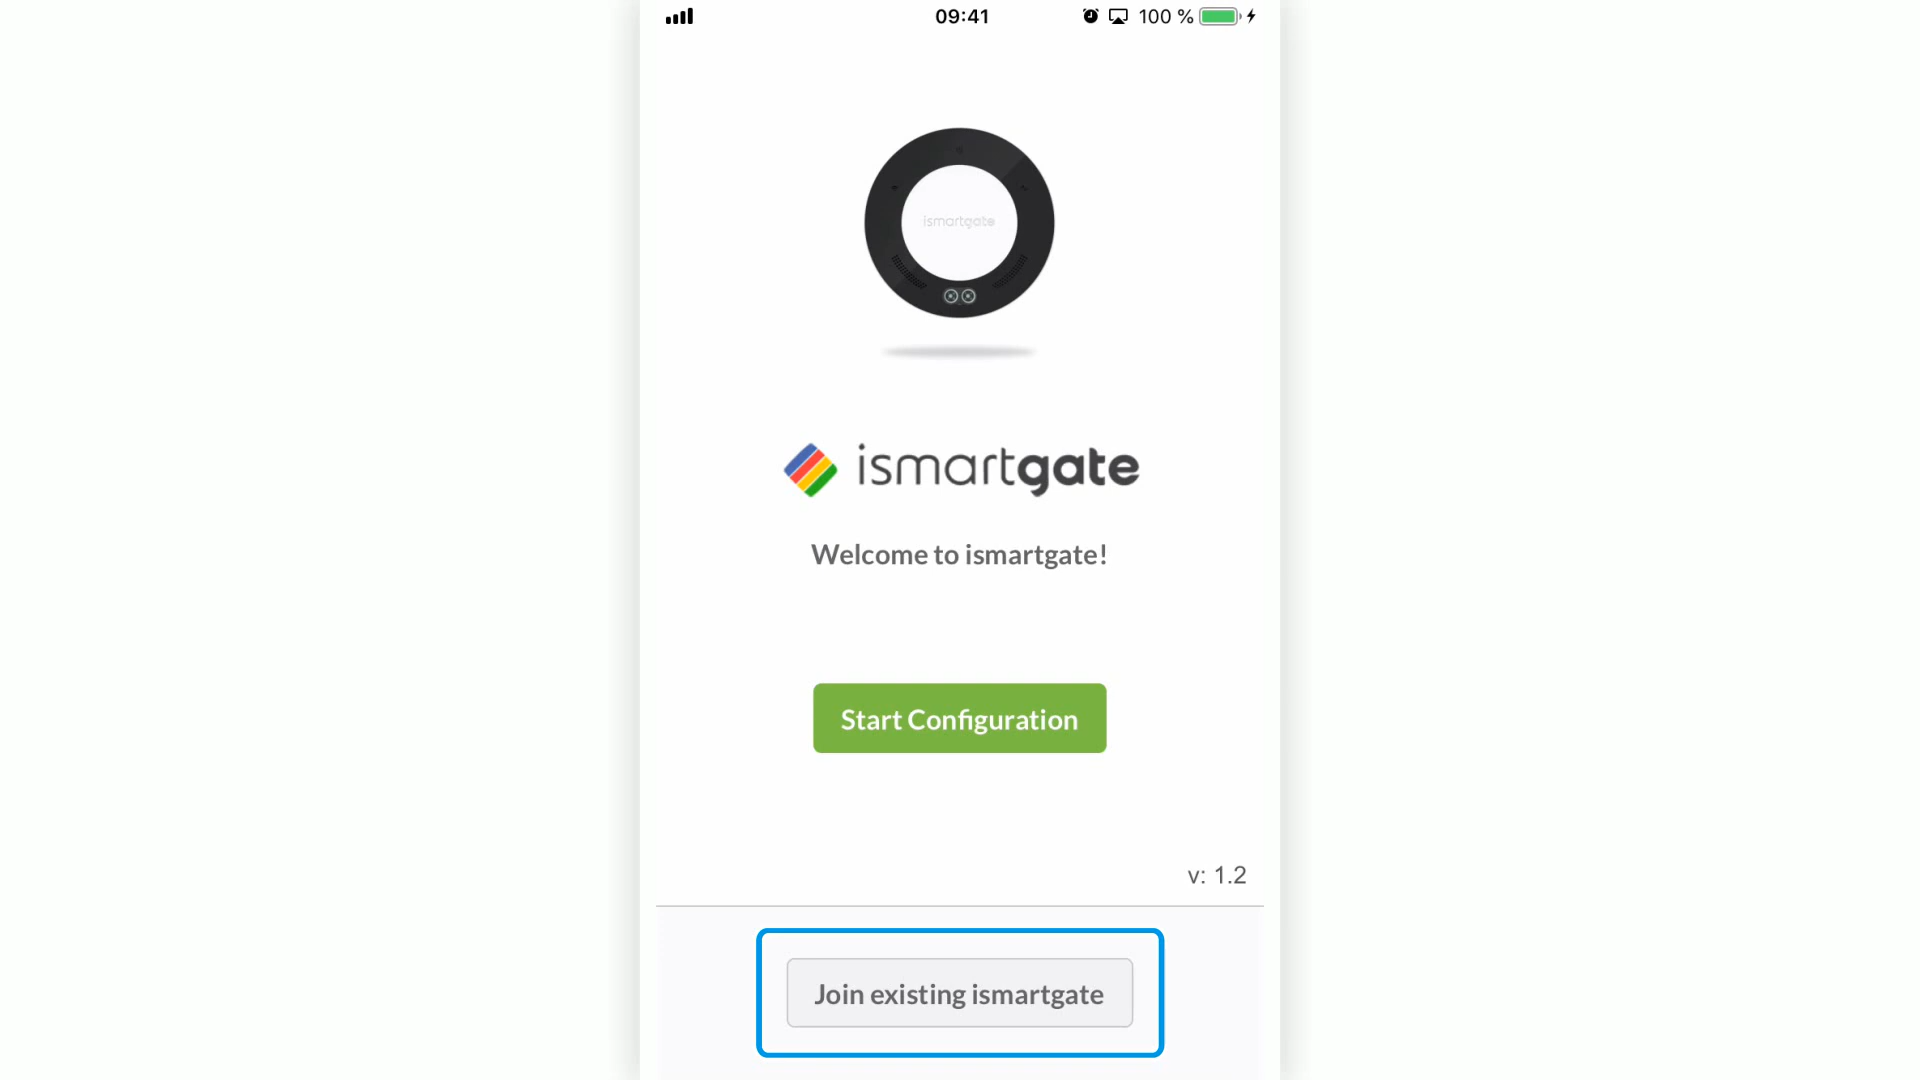 09:41
100 %
ismartgate
ismartgate
Welcome to ismartgate!
Start Configuration
v: 1.2
Join existing ismartgate